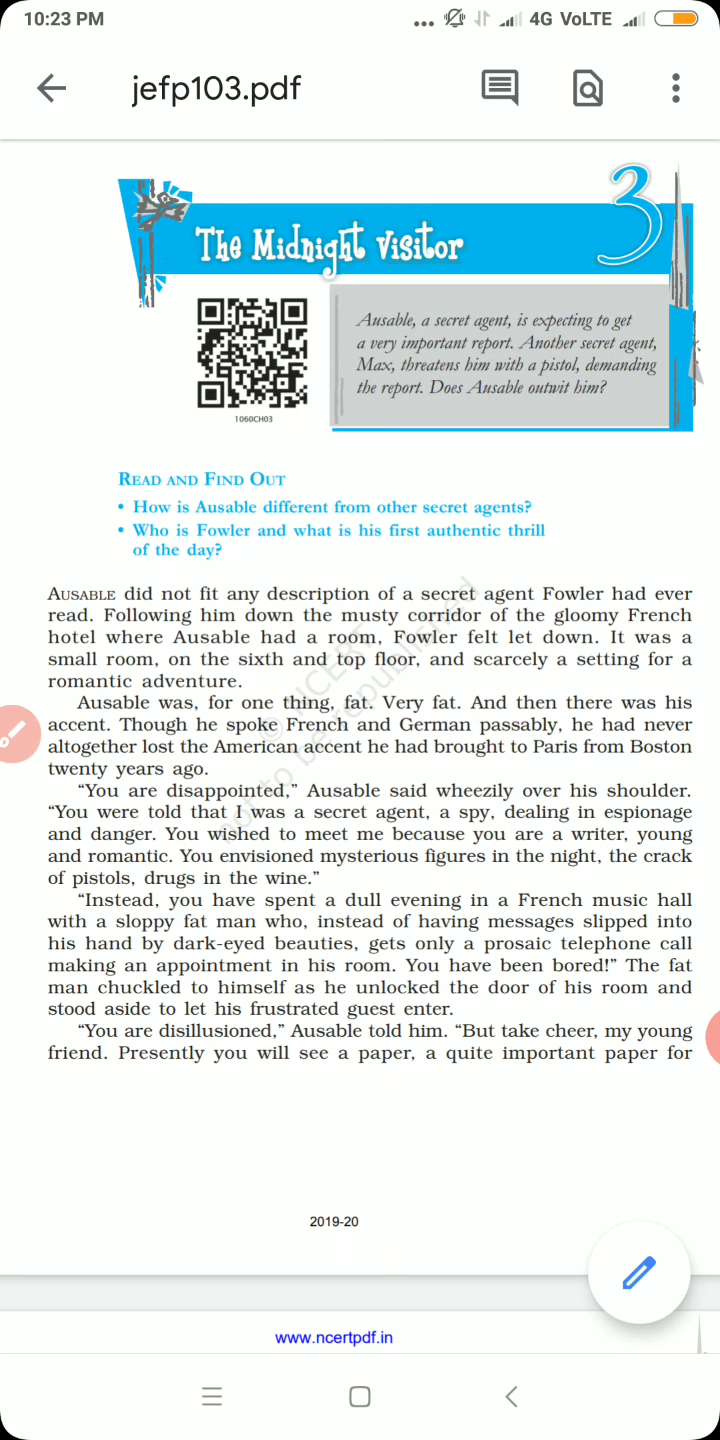 10:23 PM
... 4G VoLTE
jefp103.pdf
3
The Midnight Visitor
Ausable, a secret agent, is expecting to get
a very important report. Another secret agent,
Max, threatens him with a pistol, demanding
the report. Does Ausable outwit him?
1060CH03
READ AND FIND OUT
• How is Ausable different from other secret agents?
• Who is Fowler and what is his first authentic thrill
of the day?
AUSABLE did not fit any description of a secret agent Fowler had ever
read. Following him down the musty corridor of the gloomy French
hotel where Ausable had a room, Fowler felt let down. It was a
small room, on the sixth and top floor, and scarcely a setting for a
romantic adventure.
Ausable was, for one thing, fat. Very fat. And then there was his
accent. Though he spoke French and German passably, he had never
altogether lost the American accent he had brought to Paris from Boston
twenty years ago.
“You are disappointed,” Ausable said wheezily over his shoulder.
“You were told that I was a secret agent, a spy, dealing in espionage
and danger. You wished to meet me because you are a writer, young
and romantic. You envisioned mysterious figures in the night, the crack
of pistols, drugs in the wine.”
“Instead, you have spent a dull evening in a French music hall
with a sloppy fat man who, instead of having messages slipped into
his hand by dark-eyed beauties, gets only a prosaic telephone call
making an appointment in his room. You have been bored!” The fat
man chuckled to himself as he unlocked the door of his room and
stood aside to let his frustrated guest enter.
“You are disillusioned,” Ausable told him. “But take cheer, my young
friend. Presently you will see a paper, a quite important paper for
© NCERT
not to be republished
2019-20
www.ncertpdf.in